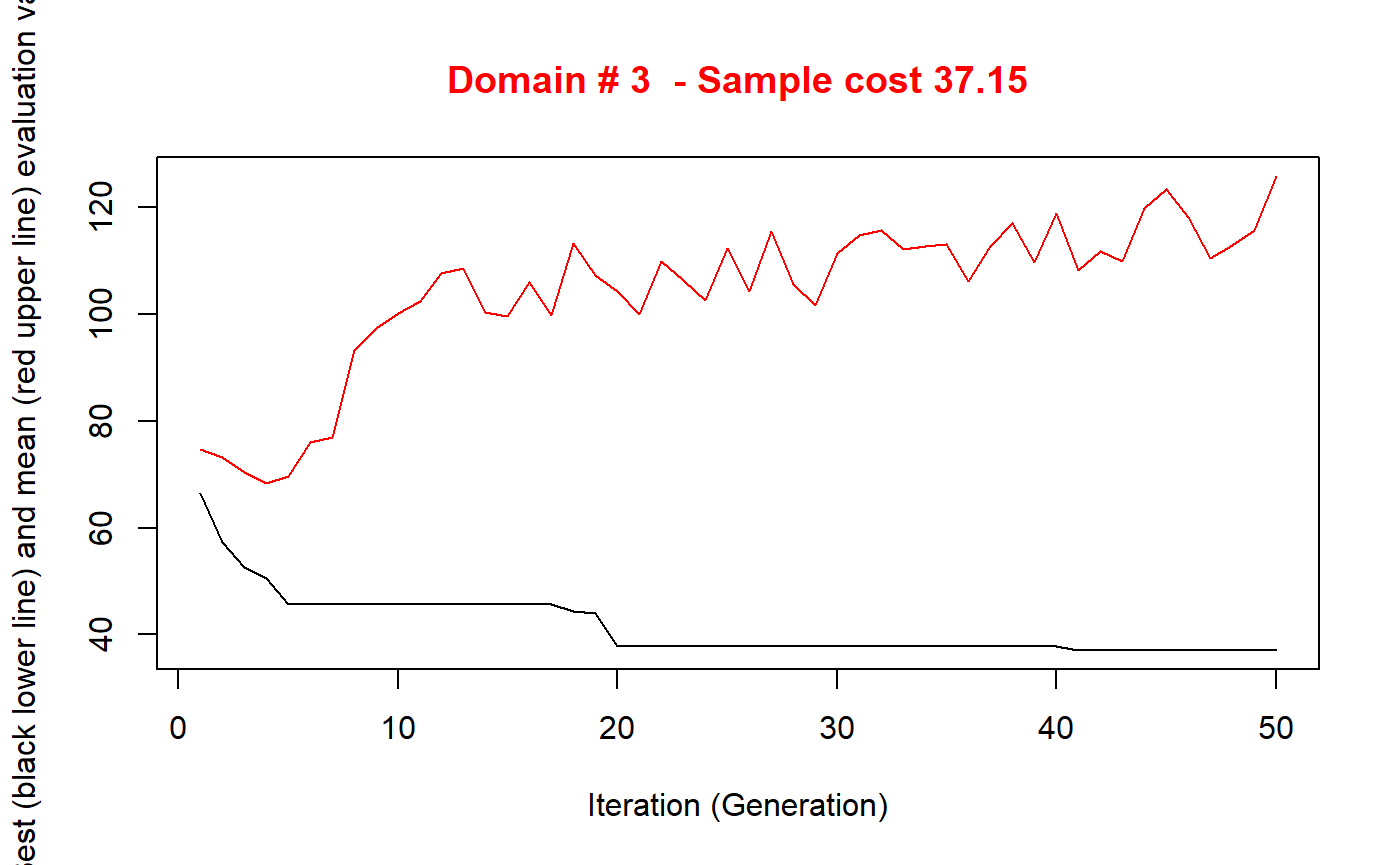 Domain # 3  - Sample cost 37.15
(black lower line) and mean (red upper line) evaluation
120
100
80
60
40
0 10 20 30 40 50
Iteration (Generation)